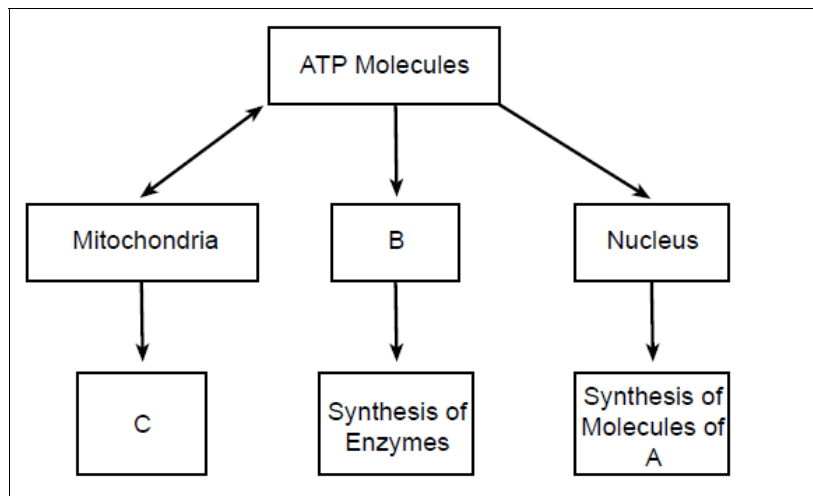 ATP Molecules
Mitochondria
B
Nucleus
C
Synthesis of
Enzymes
Synthesis of
Molecules of
A